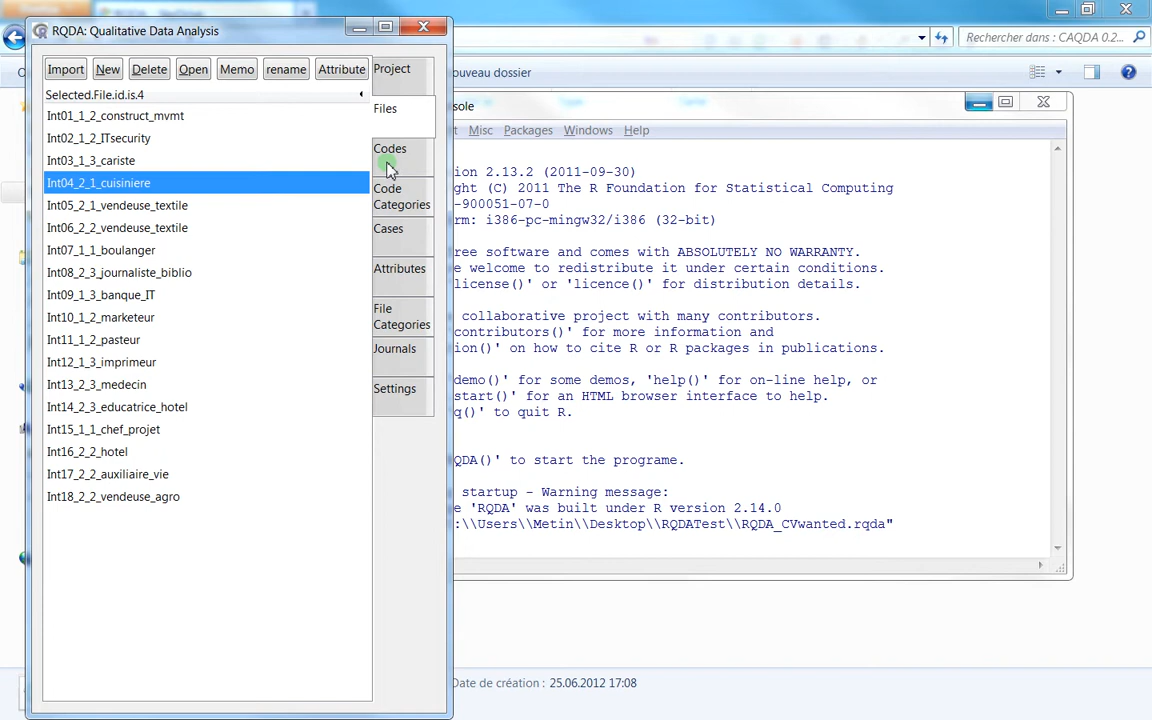 RQDA: Qualitative Data Analysis
Rechercher dans : CAQDA 0.2...
Import New Delete Open Memo rename Attribute
Project
Files
Codes
Code
Categories
Cases
Attributes
File
Categories
Journals
Settings
Selected.File.id.is.4
Int01_1_2_construct_mvmt
Int02_1_2_ITsecurity
Int03_1_3_cariste
Int04_2_1_cuisiniere
Int05_2_1_vendeuse_textile
Int06_2_2_vendeuse_textile
Int07_1_1_boulanger
Int08_2_3_journaliste_biblio
Int09_1_3_banque_IT
Int10_1_2_marketeur
Int11_1_2_pasteur
Int12_1_3_imprimeur
Int13_2_3_medecin
Int14_2_3_educatrice_hotel
Int15_1_1_chef_projet
Int16_2_2_hotel
Int17_2_2_auxiliaire_vie
Int18_2_2_vendeuse_agro
ouveau dossier
sole
Misc Packages Windows Help
ion 2.13.2 (2011-09-30)
ght (C) 2011 The R Foundation for Statistical Computing
-900051-07-0
orm: i386-pc-mingw32/i386 (32-bit)
ree software and comes with ABSOLUTELY NO WARRANTY.
e welcome to redistribute it under certain conditions.
license()' or 'licence()' for distribution details.
collaborative project with many contributors.
contributors()' for more information and
ion()' on how to cite R or R packages in publications.
demo()' for some demos, 'help()' for on-line help, or
start()' for an HTML browser interface to help.
q()' to quit R.
QDA()' to start the programe.
startup - Warning message:
e 'RQDA' was built under R version 2.14.0
:\\Users\\Metin\\Desktop\\RQDATest\\RQDA_CVwanted.rqda"
Date de création : 25.06.2012 17:08